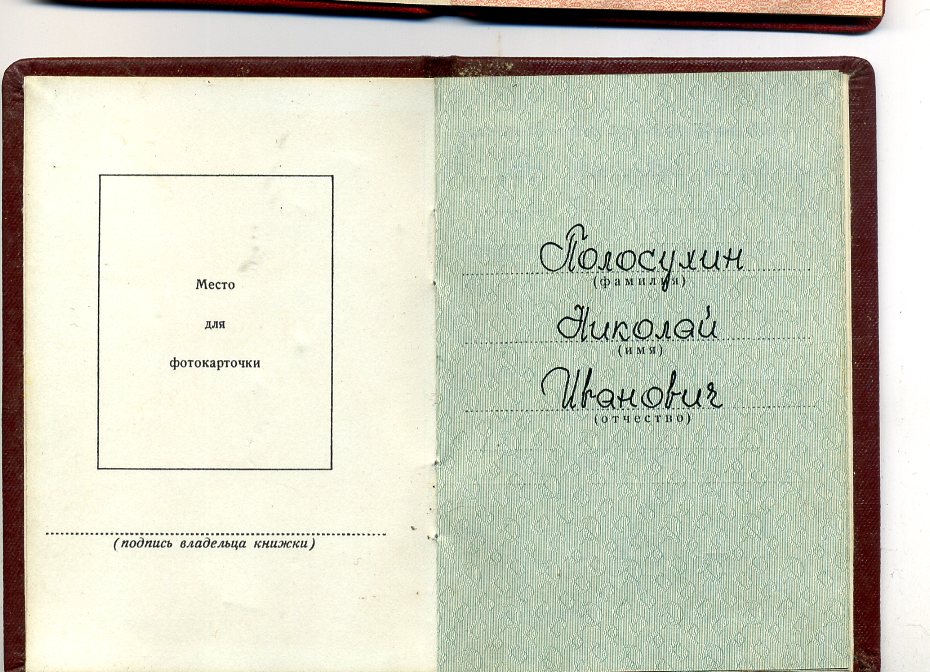 Место
для
фотокарточки
(подпись владельца книжки)
Полосухин
(фамилия)
Николай
(имя)
Иванович
(отчество)